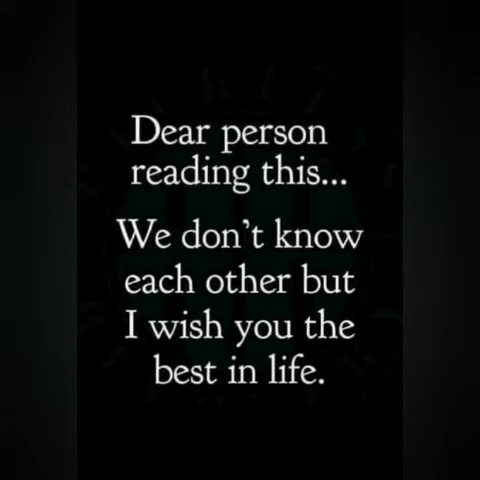 Dear person
reading this...
We don't know
each other but
I wish you the
best in life.